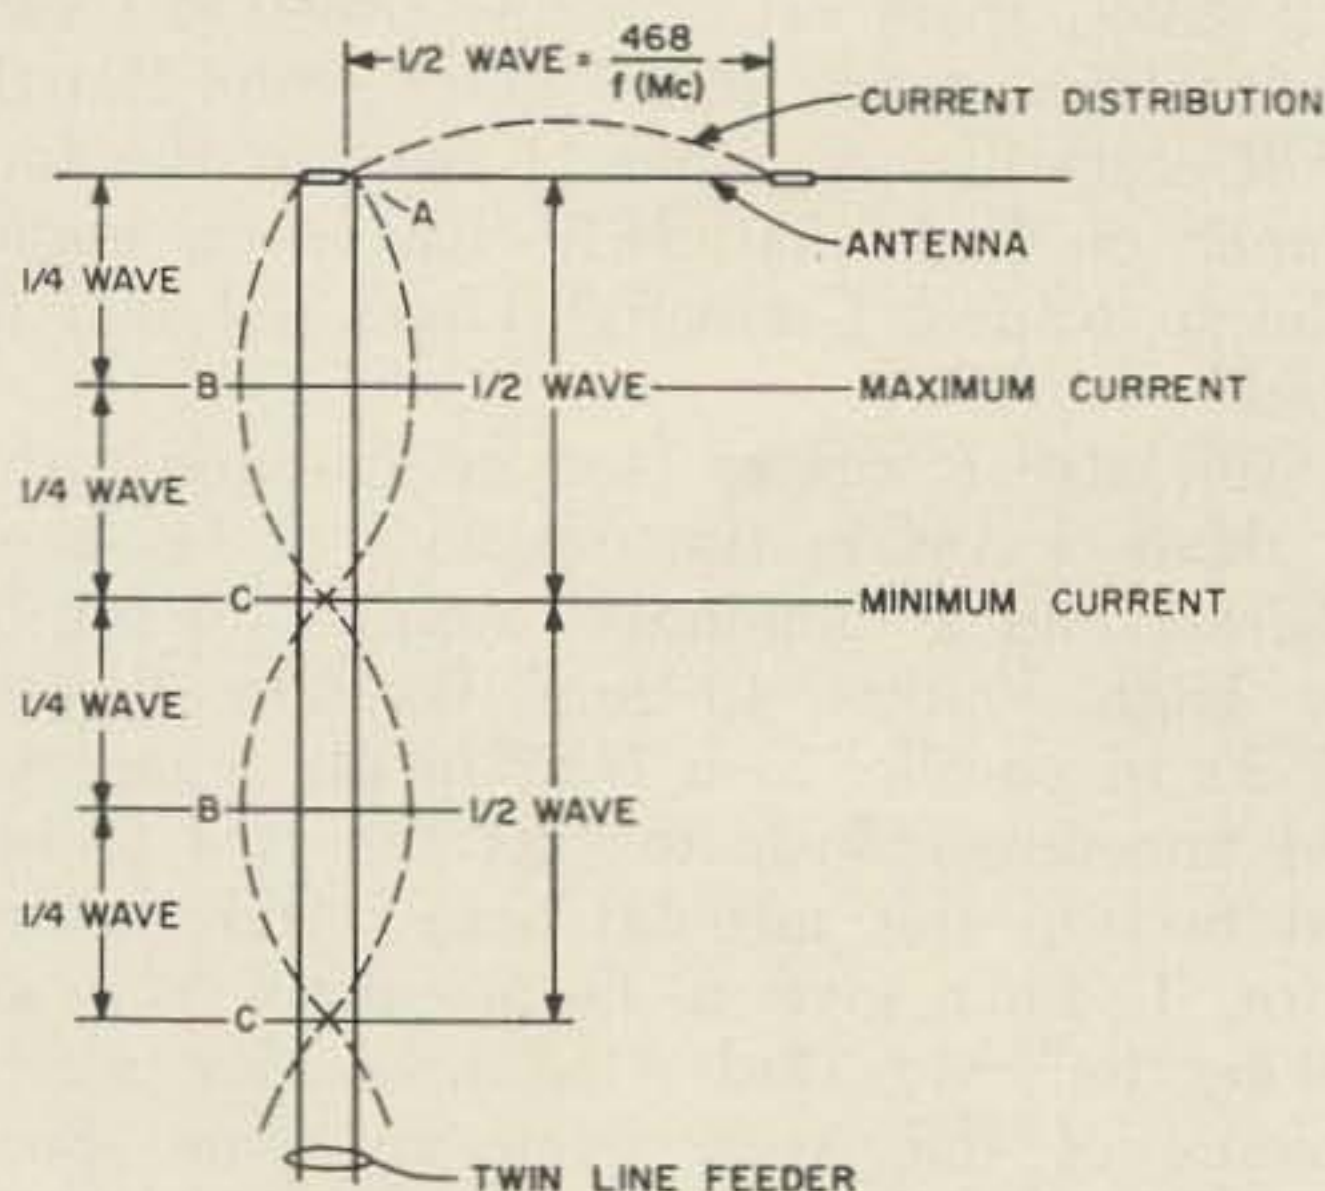 1/2 WAVE = 468/f (Mc)
CURRENT DISTRIBUTION
A
ANTENNA
1/4 WAVE
B
1/2 WAVE
MAXIMUM CURRENT
1/4 WAVE
C
MINIMUM CURRENT
1/4 WAVE
B
1/2 WAVE
1/4 WAVE
C
TWIN LINE FEEDER